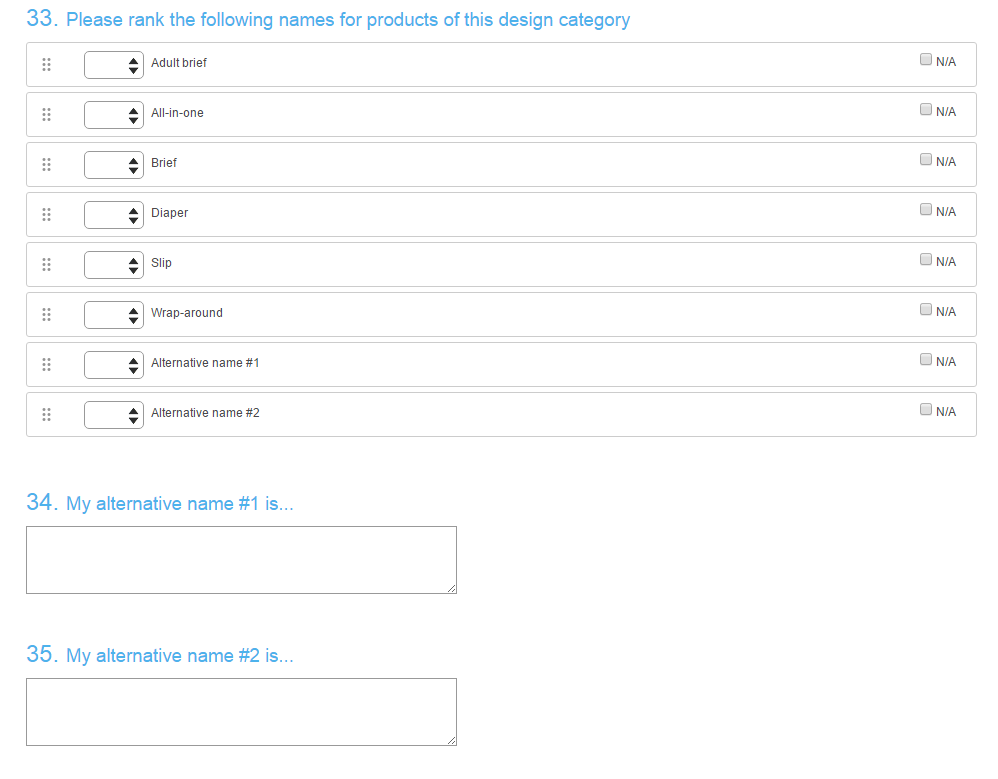 33. Please rank the following names for products of this design category
Adult brief N/A
All-in-one N/A
Brief N/A
Diaper N/A
Slip N/A
Wrap-around N/A
Alternative name #1 N/A
Alternative name #2 N/A
34. My alternative name #1 is...
35. My alternative name #2 is...